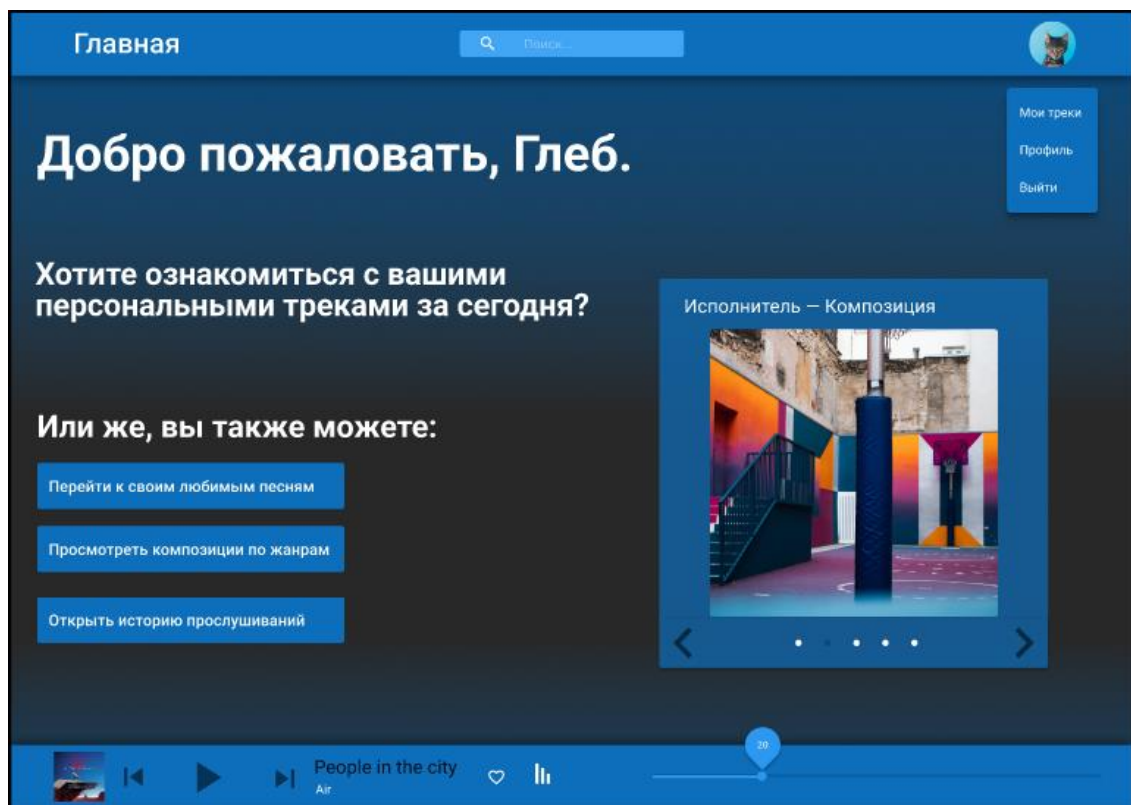 Главная
Поиск...
Мои треки
Профиль
Выйти
Добро пожаловать, Глеб.
Хотите ознакомиться с вашими
персональными треками за сегодня?
Исполнитель — Композиция
Или же, вы также можете:
Перейти к своим любимым песням
Просмотреть композиции по жанрам
Открыть историю прослушиваний
20
People in the city
Air